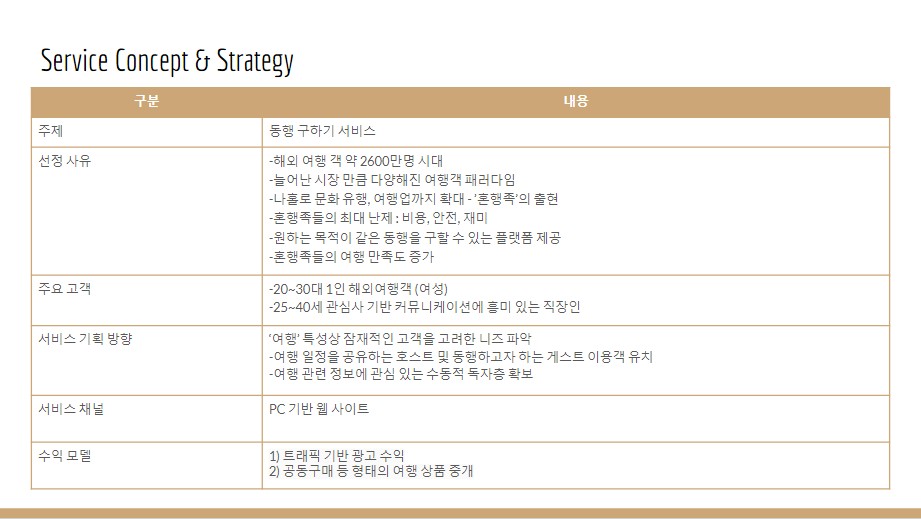 Service Concept & Strategy
구분 내용
주제 동행 구하기 서비스
선정 사유 -해외 여행 객 약 2600만명 시대
-늘어난 시장 만큼 다양해진 여행객 패러다임
-나홀로 문화 유행, 여행업까지 확대 - '혼행족'의 출현
-혼행족들의 최대 난제 : 비용, 안전, 재미
-원하는 목적이 같은 동행을 구할 수 있는 플랫폼 제공
-혼행족들의 여행 만족도 증가
주요 고객 -20~30대 1인 해외여행객 (여성)
-25~40세 관심사 기반 커뮤니케이션에 흥미 있는 직장인
서비스 기획 방향 '여행' 특성상 잠재적인 고객을 고려한 니즈 파악
-여행 일정을 공유하는 호스트 및 동행하고자 하는 게스트 이용객 유치
-여행 관련 정보에 관심 있는 수동적 독자층 확보
서비스 채널 PC 기반 웹 사이트
수익 모델 1) 트래픽 기반 광고 수익
2) 공동구매 등 형태의 여행 상품 중개